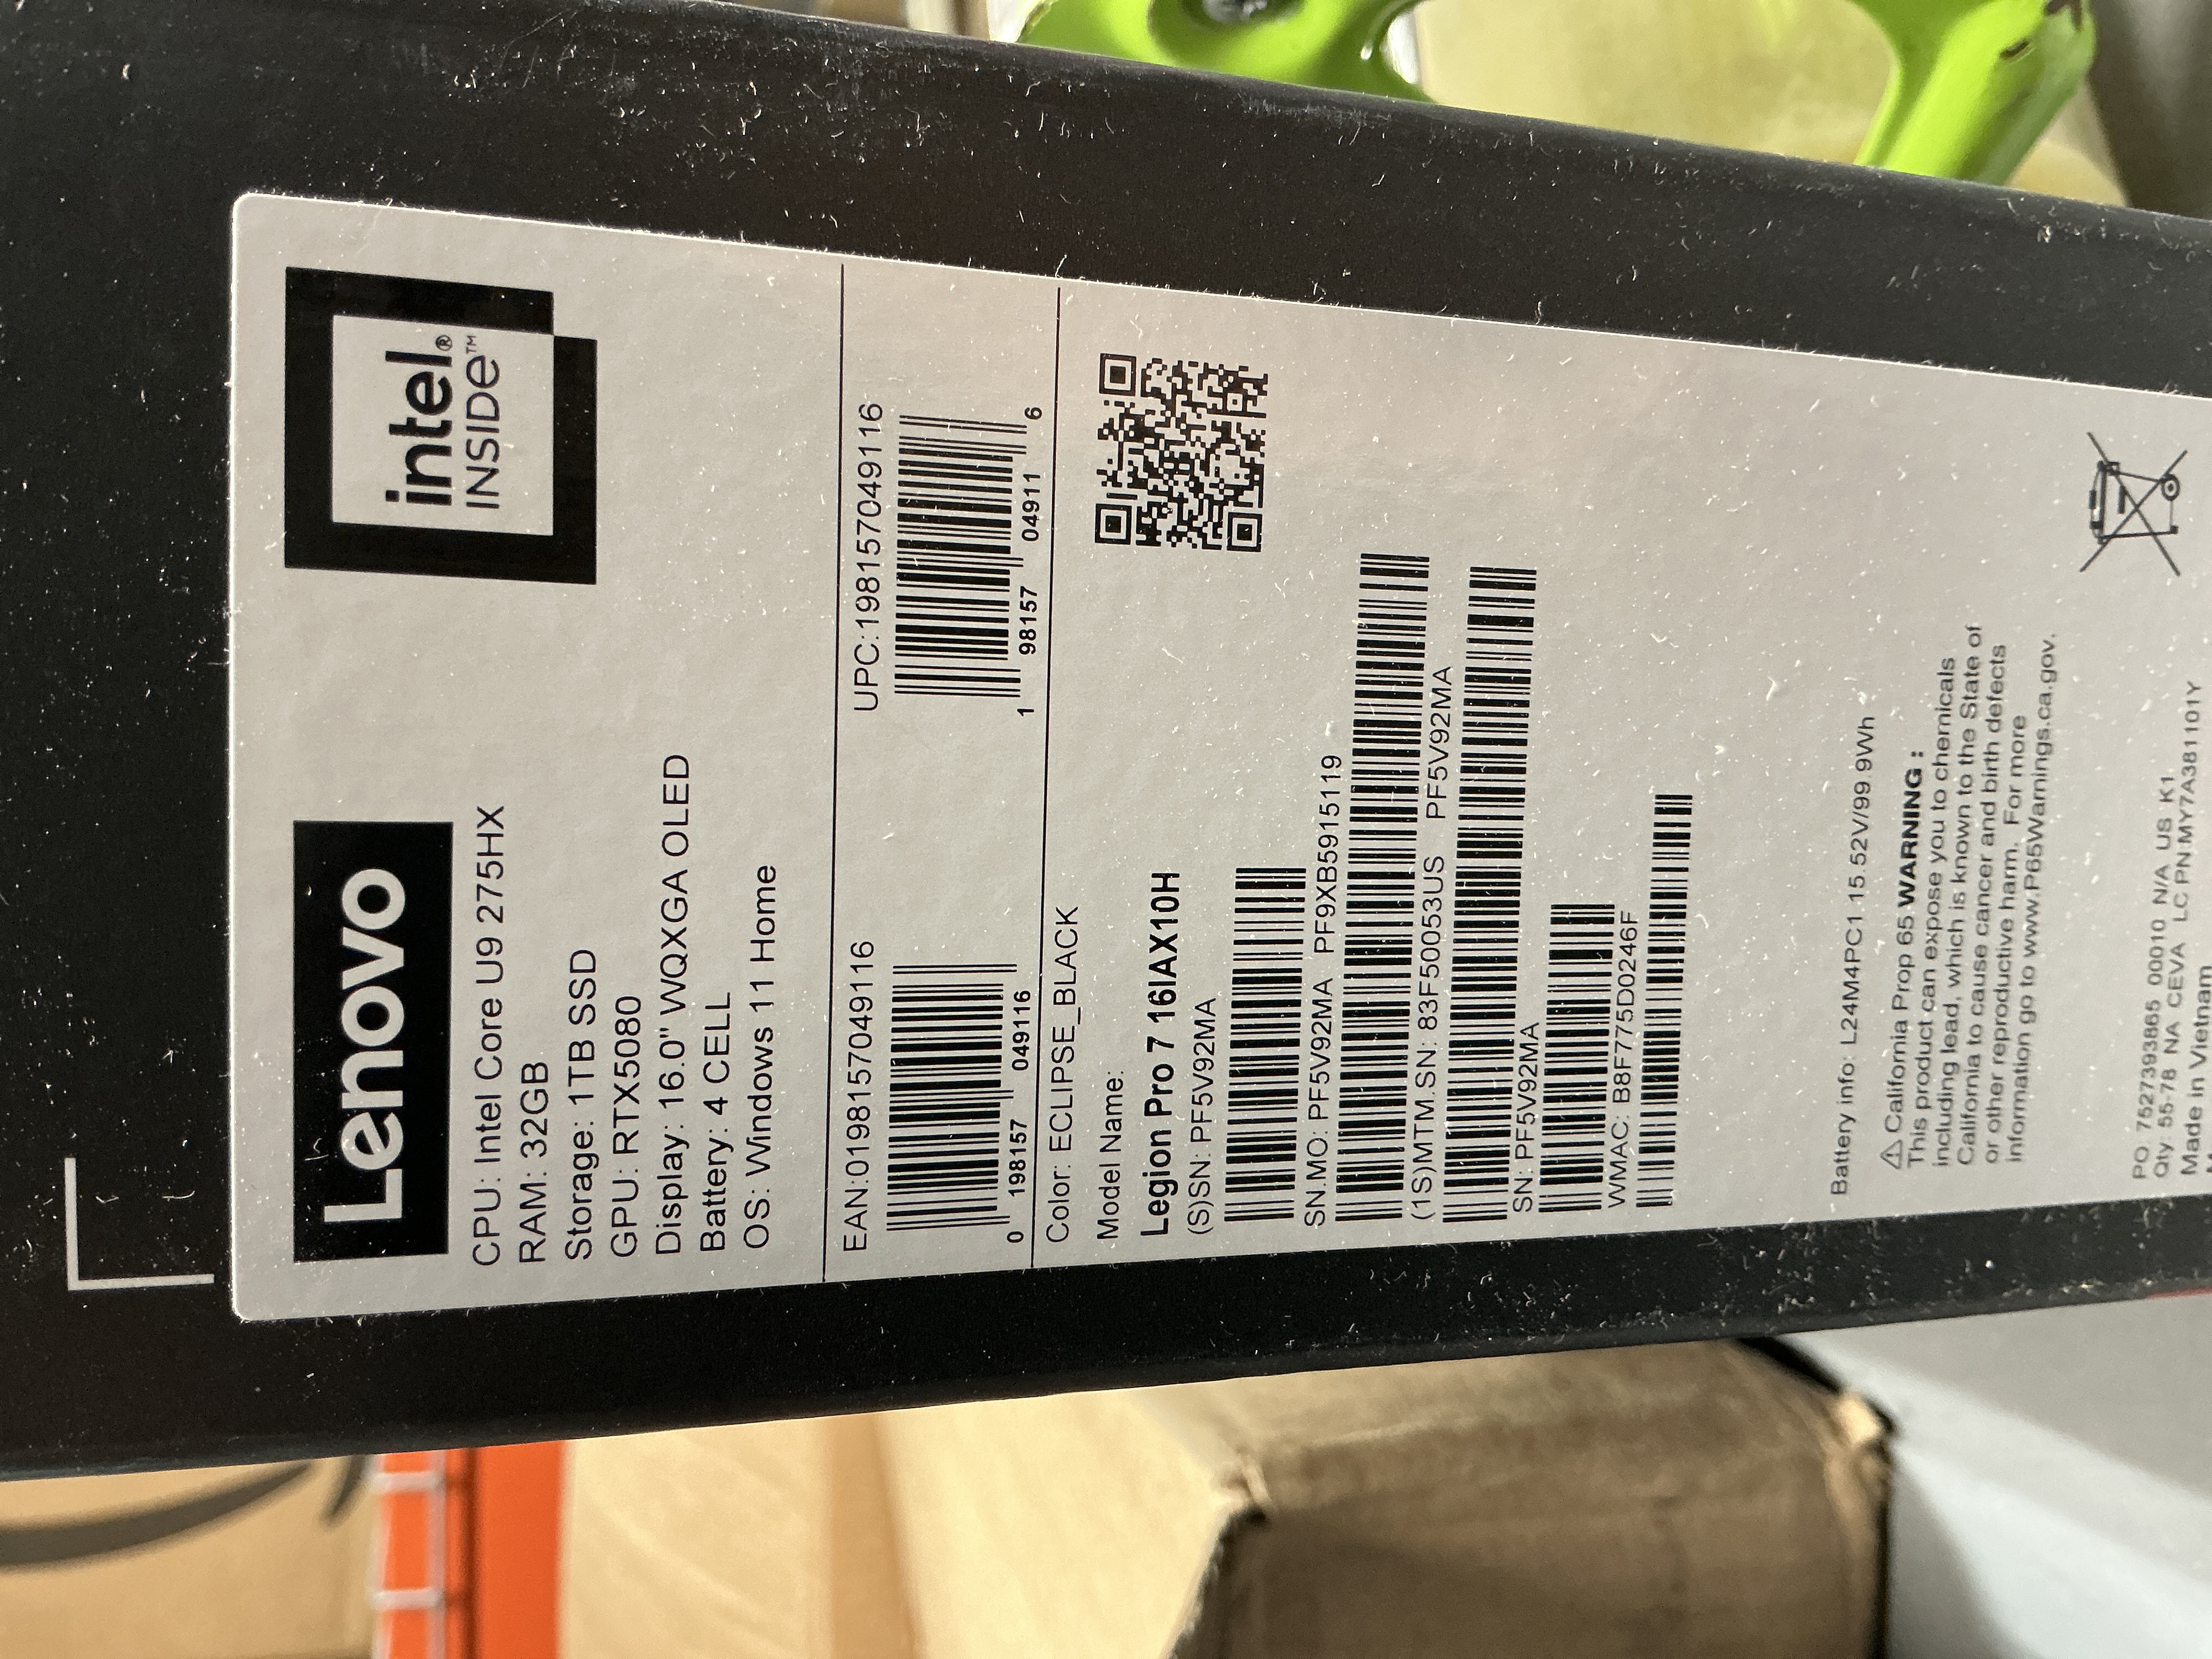 Lenovo
intel®
INSIDE™
CPU: Intel Core U9 275HX
RAM: 32GB
Storage: 1TB SSD
GPU: RTX5080
Display: 16.0" WQXGA OLED
Battery: 4 CELL
OS: Windows 11 Home
EAN:0198157049116
0 198157 049116
UPC:198157049116
1 98157 04911 6
Color: ECLIPSE_BLACK
Model Name:
Legion Pro 7 16IAX10H
(S)SN: PF5V92MA
SN.MO: PF5V92MA PF9XB5915119
(1S)MTM.SN: 83F50053US PF5V92MA
SN: PF5V92MA
WMAC: B8F775D0246F
Battery info: L24M4PC1 15.52V/99.9Wh
⚠ California Prop 65 WARNING :
This product can expose you to chemicals
including lead, which is known to the State of
California to cause cancer and birth defects
or other reproductive harm. For more
information go to www.P65Warnings.ca.gov.
PO: 7527393865 00010 N/A US K1
Qty: 55-78 NA CEVA LC PN:MY7A381101Y
Made in Vietnam